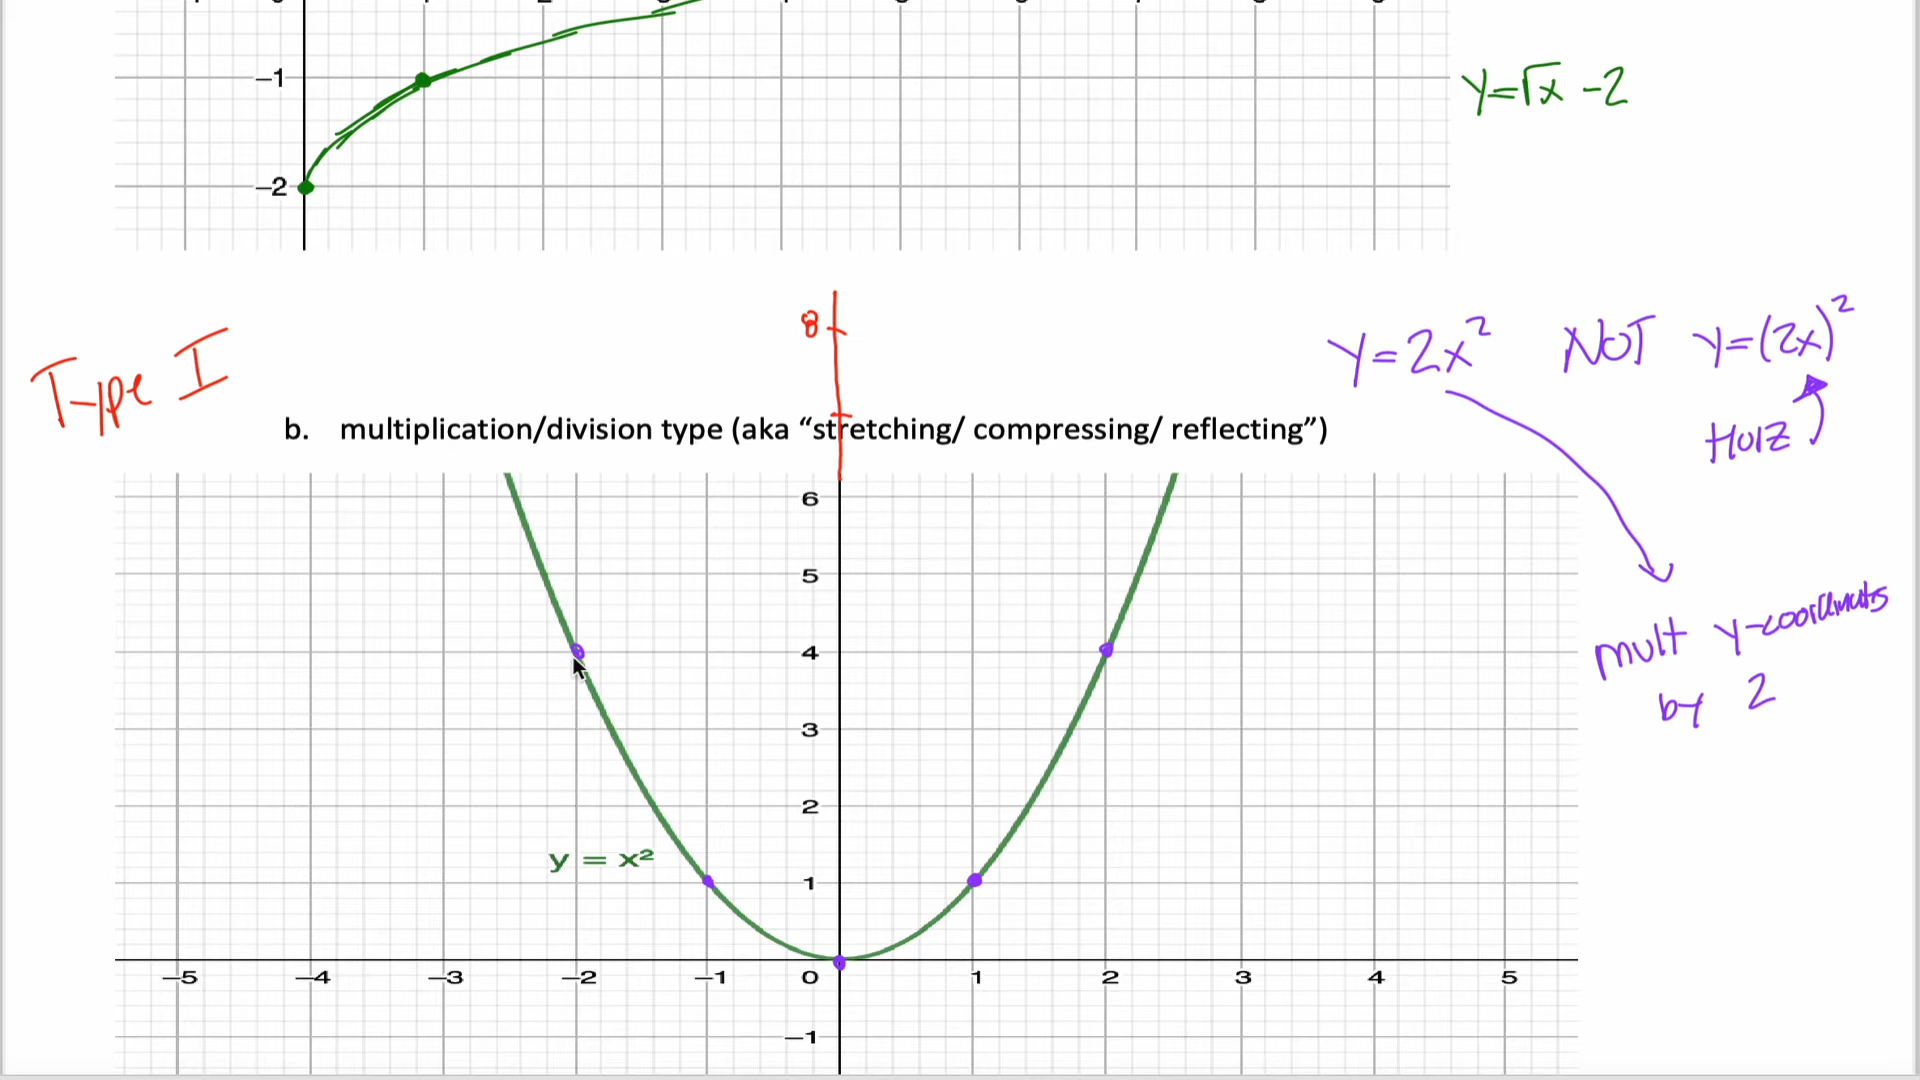 −1
y=√x −2
−2
8
Type I
y=2x² NOT y=(2x)²
Horz
b. multiplication/division type (aka “stretching/ compressing/ reflecting”)
6
5
4
3
2
1
mult y-coordinates
by 2
y = x²
−5 −4 −3 −2 −1 0 1 2 3 4 5
−1